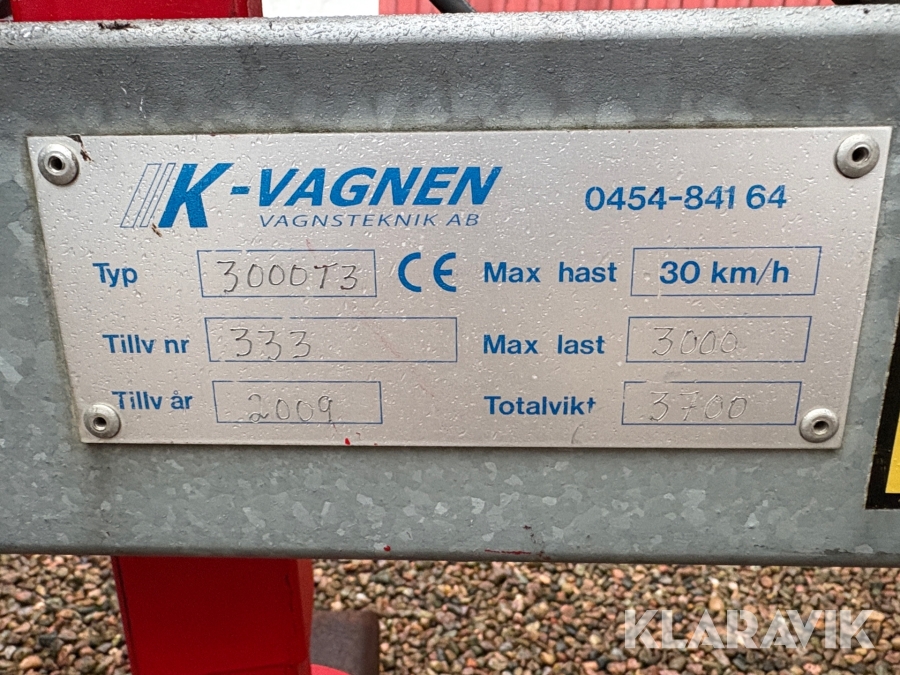 K-VAGNEN
VAGNSTEKNIK AB
0454-841 64
Typ 3000T3 CE Max hast 30 km/h
Tillv nr 333 Max last 3000
Tillv år 2009 Totalvikt 3700
KLARAVIK